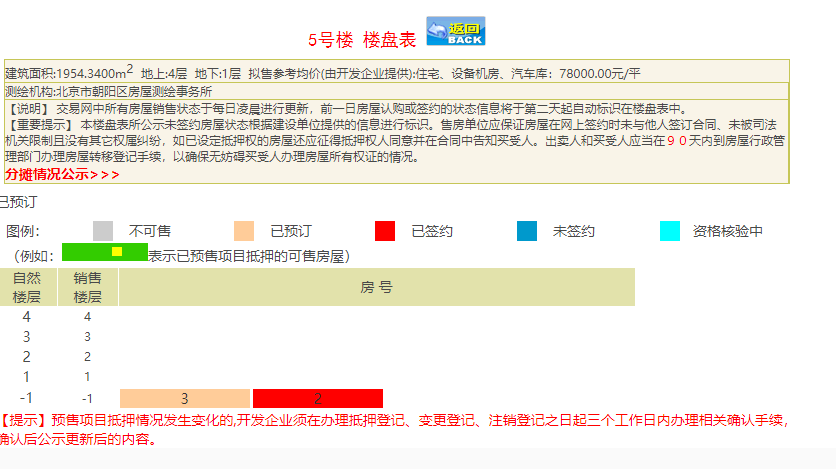 5号楼 楼盘表 返回 BACK
建筑面积:1954.3400m2 地上:4层 地下:1层 拟售参考均价(由开发企业提供):住宅、设备机房、汽车库：78000.00元/平
测绘机构:北京市朝阳区房屋测绘事务所
【说明】 交易网中所有房屋销售状态于每日凌晨进行更新，前一日房屋认购或签约的状态信息将于第二天起自动标识在楼盘表中。
【重要提示】 本楼盘表所公示未签约房屋状态根据建设单位提供的信息进行标识。售房单位应保证房屋在网上签约时未与他人签订合同、未被司法
机关限制且没有其它权属纠纷，如已设定抵押权的房屋还应征得抵押权人同意并在合同中告知买受人。出卖人和买受人应当在９０天内到房屋行政管
理部门办理房屋转移登记手续，以确保无妨碍买受人办理房屋所有权证的情况。
分摊情况公示>>>
已预订
图例： 不可售 已预订 已签约 未签约 资格核验中
（例如： 表示已预售项目抵押的可售房屋）
自然 销售
楼层 楼层
房 号
4 4
3 3
2 2
1 1
-1 -1 3 2
【提示】预售项目抵押情况发生变化的,开发企业须在办理抵押登记、变更登记、注销登记之日起三个工作日内办理相关确认手续，
确认后公示更新后的内容。